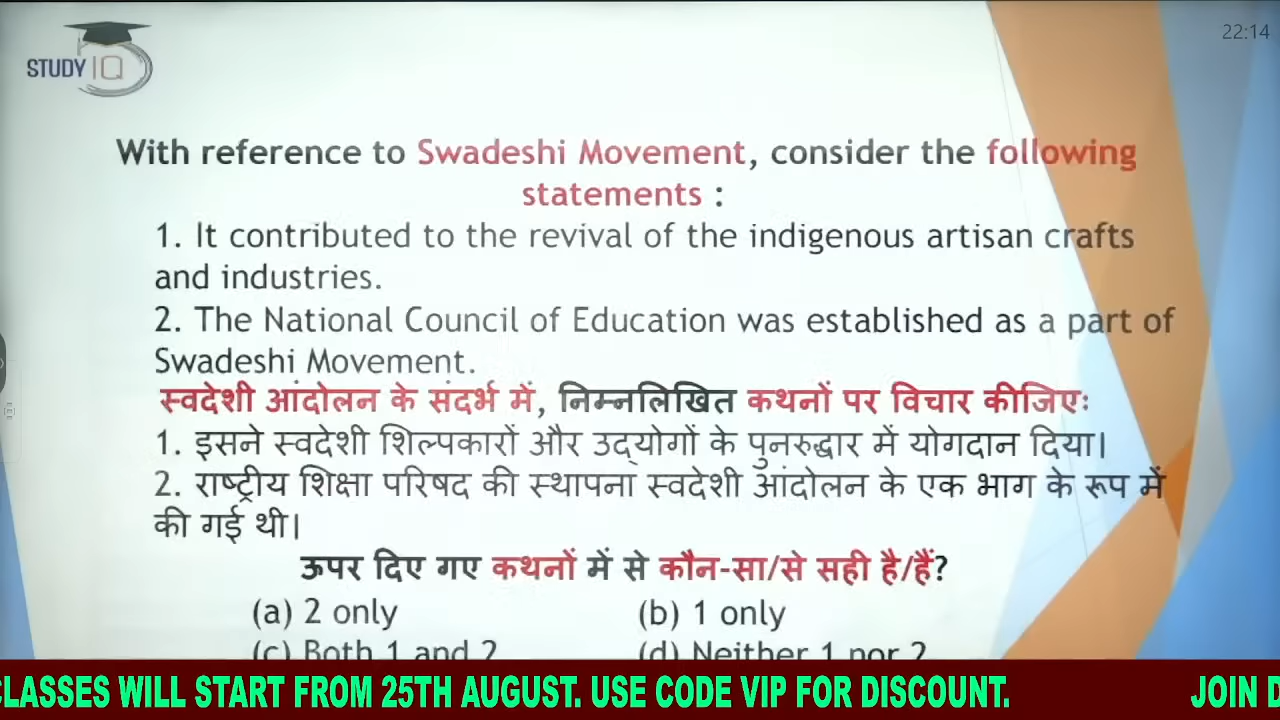 STUDY IQ
22:14
With reference to Swadeshi Movement, consider the following
statements :
1. It contributed to the revival of the indigenous artisan crafts
and industries.
2. The National Council of Education was established as a part of
Swadeshi Movement.
स्वदेशी आंदोलन के संदर्भ में, निम्नलिखित कथनों पर विचार कीजिएः
1. इसने स्वदेशी शिल्पकारों और उद्योगों के पुनरुद्धार में योगदान दिया।
2. राष्ट्रीय शिक्षा परिषद की स्थापना स्वदेशी आंदोलन के एक भाग के रूप में
की गई थी।
ऊपर दिए गए कथनों में से कौन-सा/से सही है/हैं?
(a) 2 only (b) 1 only
(c) Both 1 and 2 (d) Neither 1 nor 2
CLASSES WILL START FROM 25TH AUGUST. USE CODE VIP FOR DISCOUNT. JOIN D